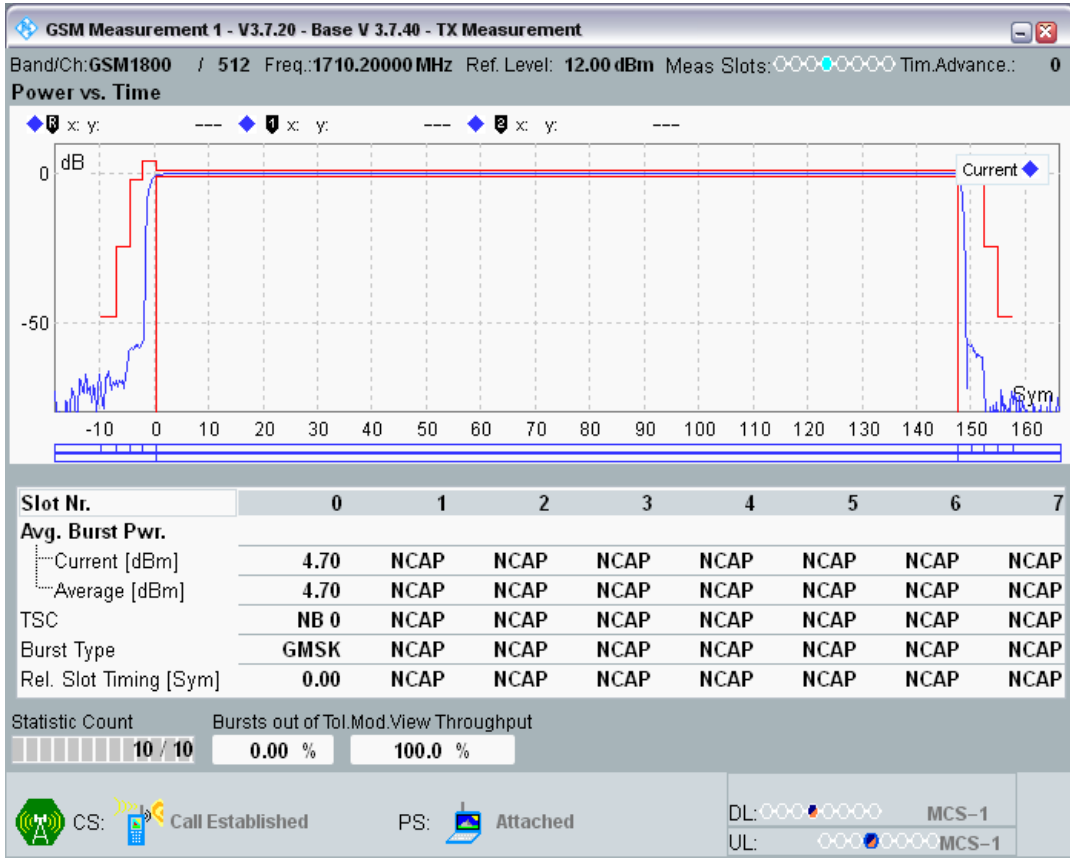 GSM Measurement 1 - V3.7.20 - Base V 3.7.40 - TX Measurement
Band/Ch:GSM1800 / 512 Freq.:1710.20000 MHz Ref. Level: 12.00 dBm Meas Slots: Tim.Advance.: 0
Power vs. Time
R x: y: --- 1 x: y: --- 2 x: y: ---
dB
0
Current
-50
Sym
-10 0 10 20 30 40 50 60 70 80 90 100 110 120 130 140 150 160
Slot Nr. 0 1 2 3 4 5 6 7
Avg. Burst Pwr.
Current [dBm] 4.70 NCAP NCAP NCAP NCAP NCAP NCAP NCAP
Average [dBm] 4.70 NCAP NCAP NCAP NCAP NCAP NCAP NCAP
TSC NB 0 NCAP NCAP NCAP NCAP NCAP NCAP NCAP
Burst Type GMSK NCAP NCAP NCAP NCAP NCAP NCAP NCAP
Rel. Slot Timing [Sym] 0.00 NCAP NCAP NCAP NCAP NCAP NCAP NCAP
Statistic Count Bursts out of Tol.Mod.View Throughput
10 / 10 0.00 % 100.0 %
CS: Call Established PS: Attached
DL: MCS-1
UL: MCS-1